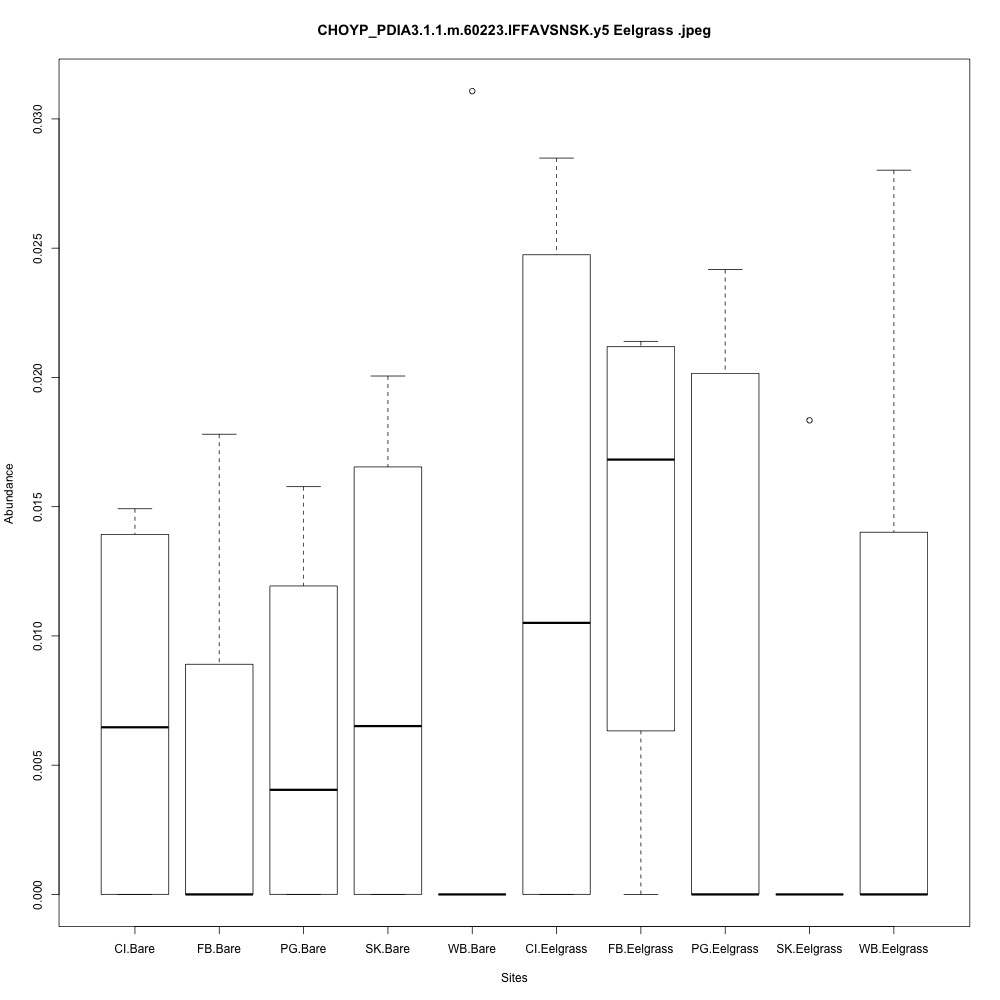 CHOYP_PDIA3.1.1.m.60223.IFFAVSNSK.y5 Eelgrass .jpeg
0.030
0.025
0.020
0.015
0.010
0.005
0.000
Abundance
CI.Bare FB.Bare PG.Bare SK.Bare WB.Bare CI.Eelgrass FB.Eelgrass PG.Eelgrass SK.Eelgrass WB.Eelgrass
Sites